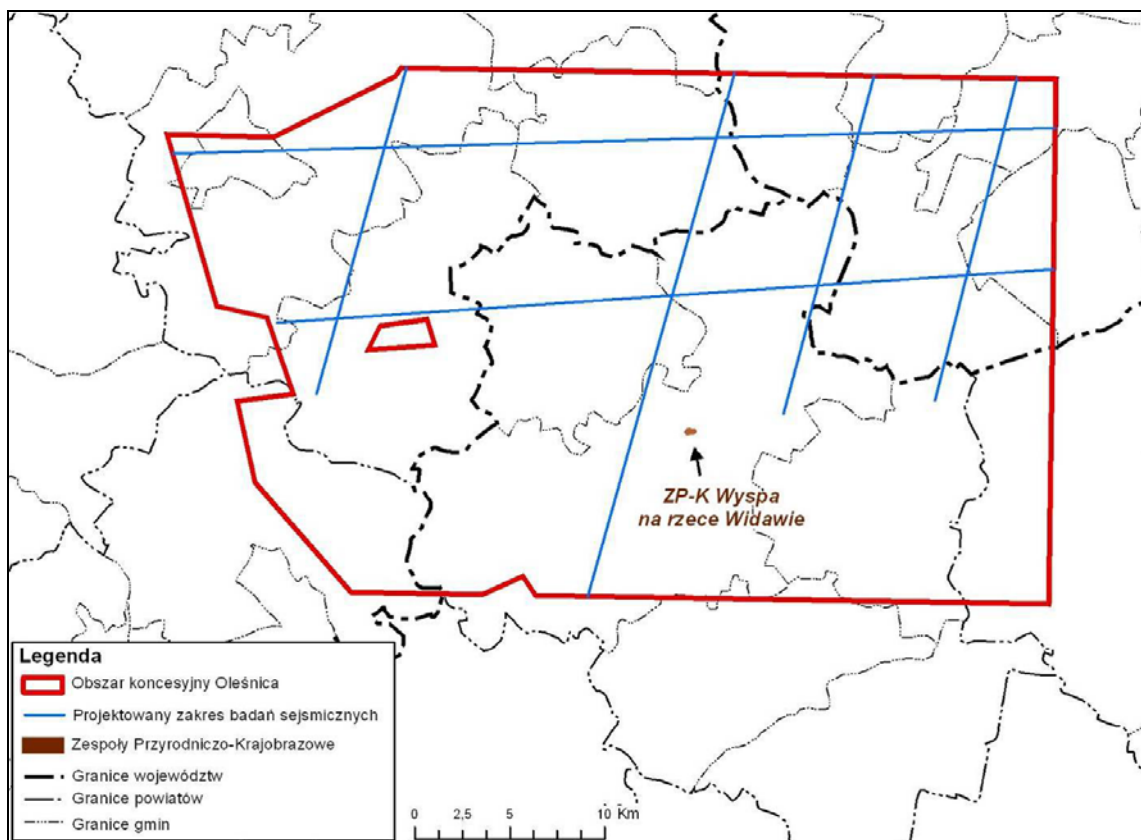 ZP-K Wyspa
na rzece Widawie
Legenda
Obszar koncesyjny Oleśnica
Projektowany zakres badań sejsmicznych
Zespoły Przyrodniczo-Krajobrazowe
Granice województw
Granice powiatów
Granice gmin
0 2,5 5 10 Km